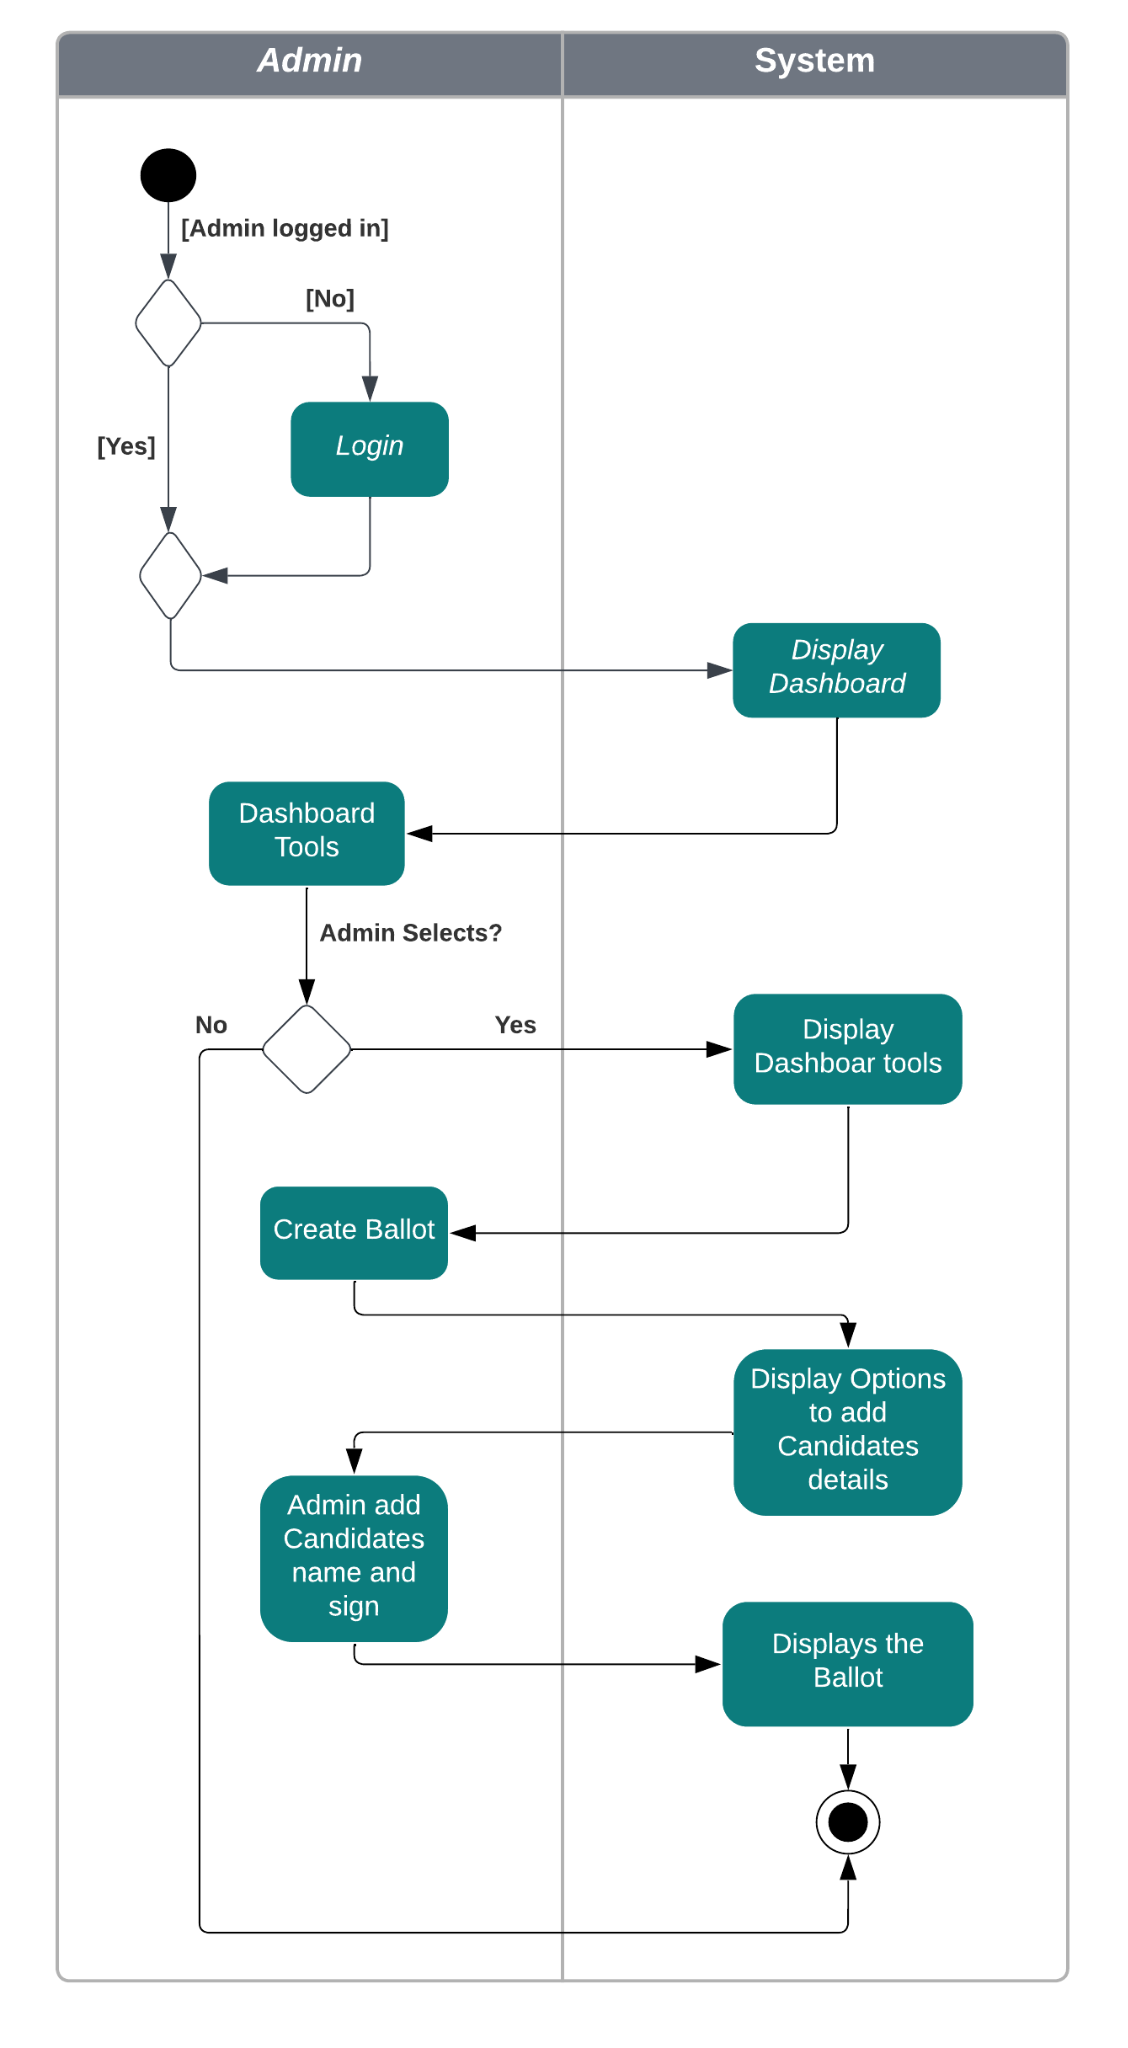 Admin
System
[Admin logged in]
[No]
[Yes]
Login
Display
Dashboard
Dashboard
Tools
Admin Selects?
No
Yes
Display
Dashboar tools
Create Ballot
Display Options
to add
Candidates
details
Admin add
Candidates
name and
sign
Displays the
Ballot